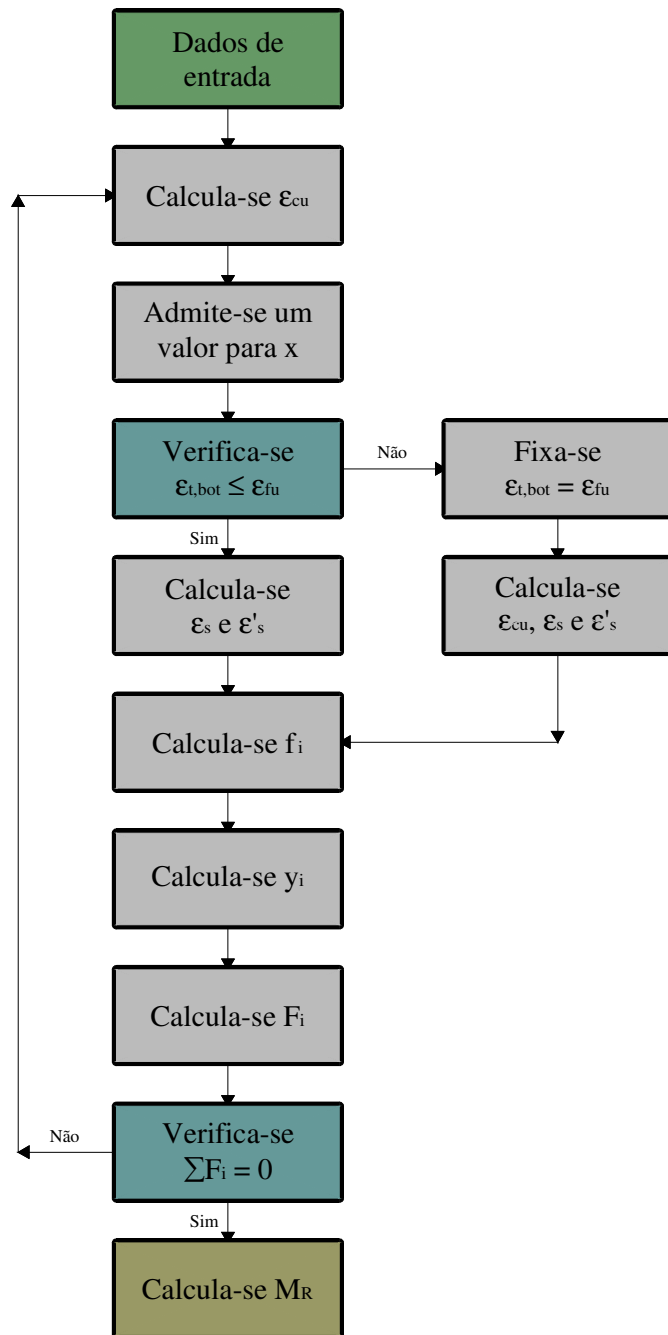 Dados de
entrada
Calcula-se εcu
Admite-se um
valor para x
Verifica-se
εt,bot ≤ εfu
Não
Fixa-se
εt,bot = εfu
Sim
Calcula-se
εs e ε's
Calcula-se
εcu, εs e ε's
Calcula-se fi
Calcula-se yi
Calcula-se Fi
Verifica-se
∑Fi = 0
Não
Sim
Calcula-se MR